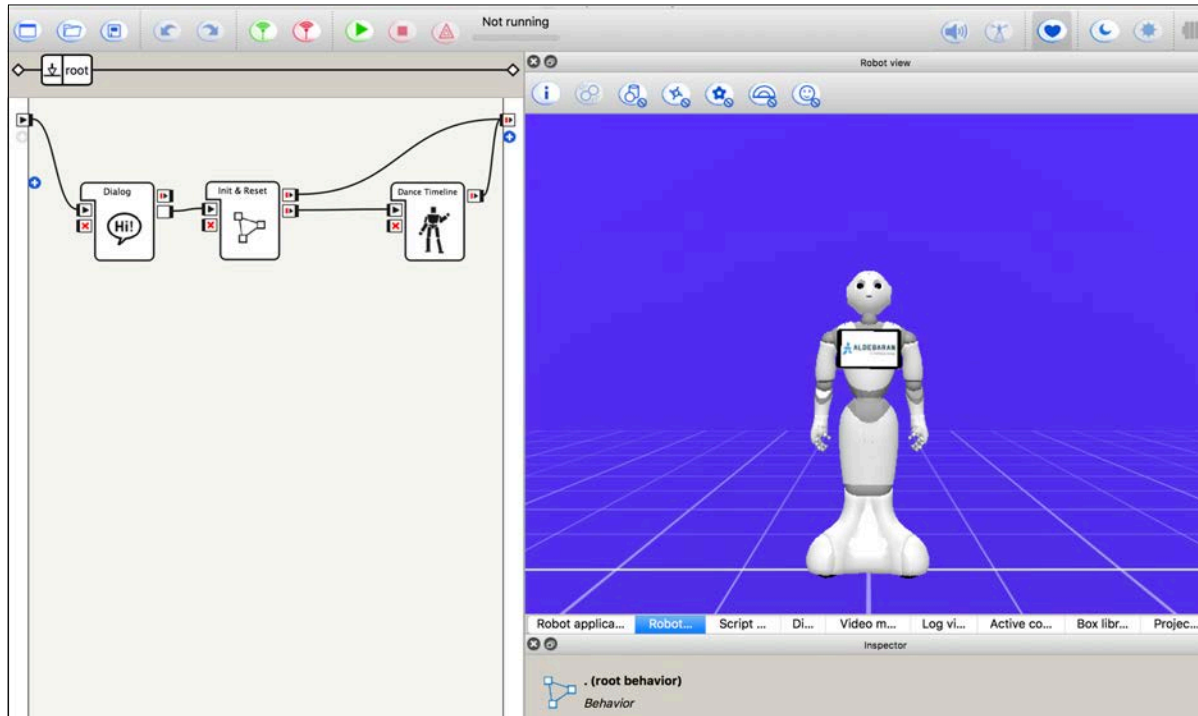 Not running
root
Robot view
Dialog
Hi!
Init & Reset
Dance Timeline
ALDEBARAN
Robot applica...
Robot...
Script ...
Di...
Video m...
Log vi...
Active co...
Box libr...
Projec...
Inspector
. (root behavior)
Behavior